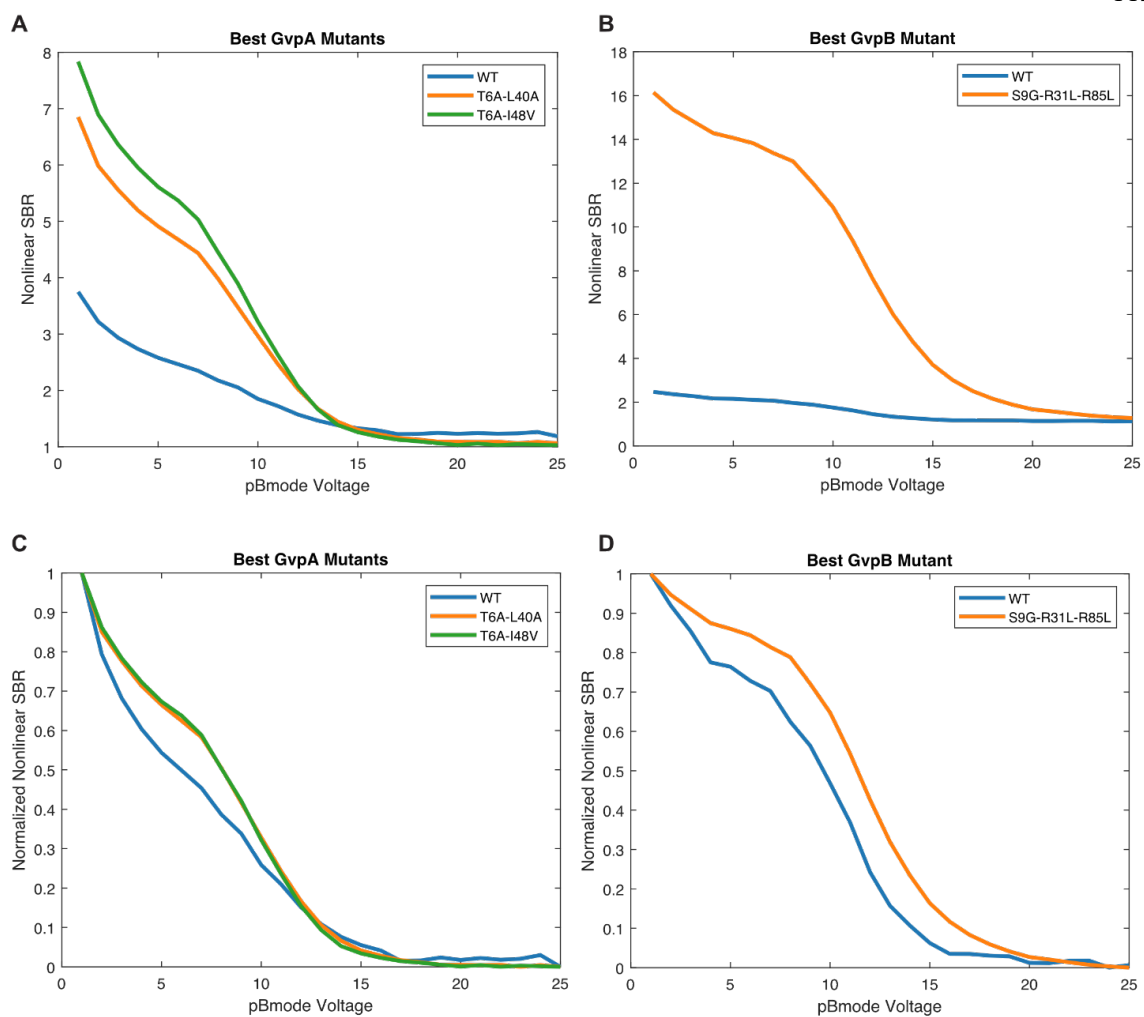 A
Best GvpA Mutants
8
7
6
5
4
3
2
1
Nonlinear SBR
WT
T6A-L40A
T6A-I48V
0 5 10 15 20 25
pBmode Voltage
B
Best GvpB Mutant
18
16
14
12
10
8
6
4
2
0
Nonlinear SBR
WT
S9G-R31L-R85L
0 5 10 15 20 25
pBmode Voltage
C
Best GvpA Mutants
1
0.9
0.8
0.7
0.6
0.5
0.4
0.3
0.2
0.1
0
Normalized Nonlinear SBR
WT
T6A-L40A
T6A-I48V
0 5 10 15 20 25
pBmode Voltage
D
Best GvpB Mutant
1
0.9
0.8
0.7
0.6
0.5
0.4
0.3
0.2
0.1
0
Normalized Nonlinear SBR
WT
S9G-R31L-R85L
0 5 10 15 20 25
pBmode Voltage